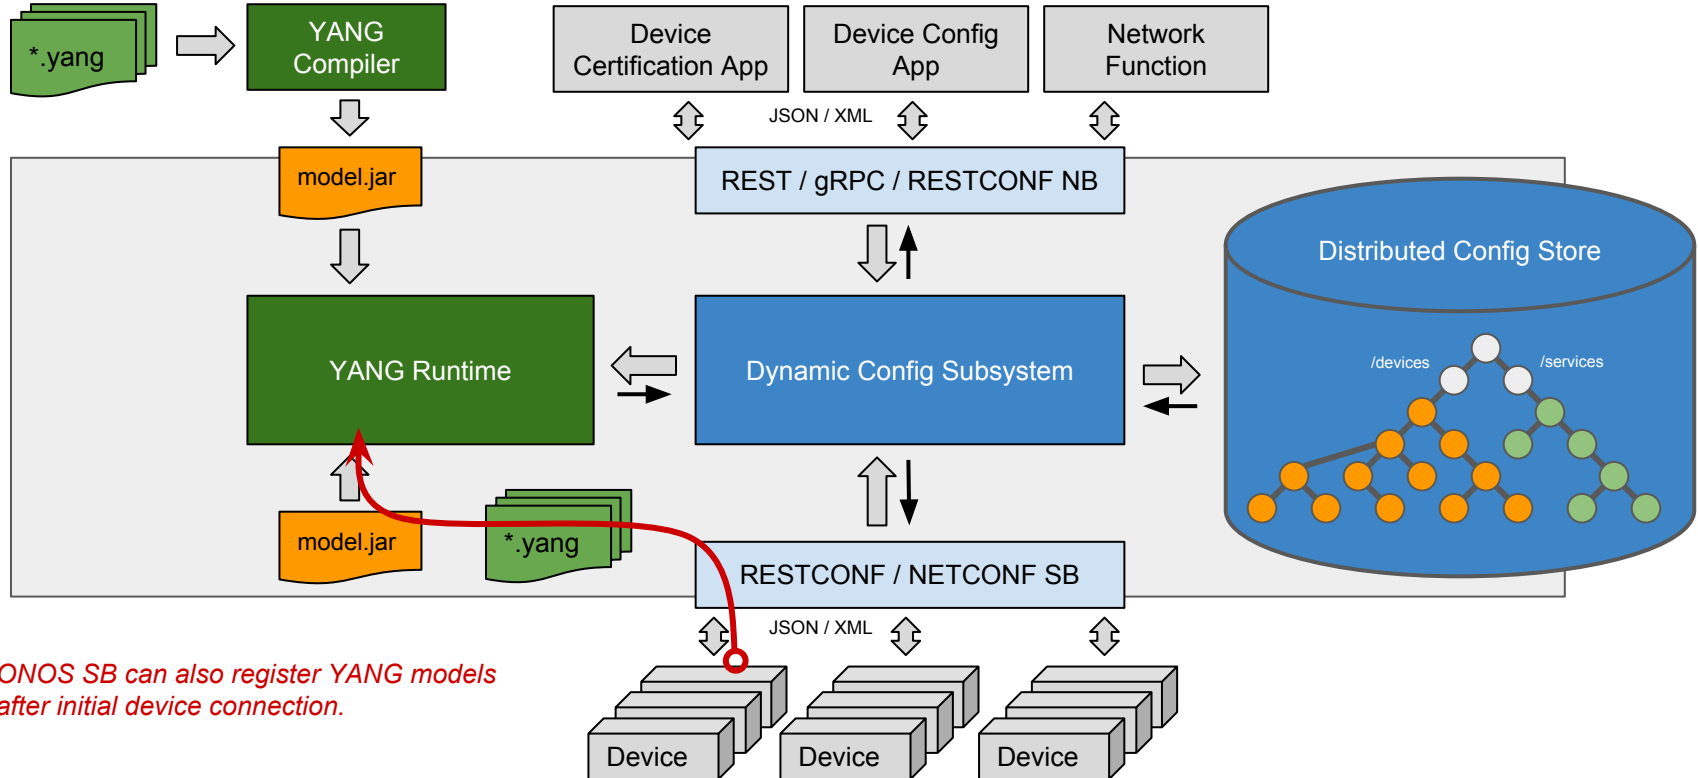 *.yang
YANG
Compiler
Device
Certification App
Device Config
App
Network
Function
JSON / XML
model.jar
REST / gRPC / RESTCONF NB
Distributed Config Store
YANG Runtime
Dynamic Config Subsystem
/devices
/services
model.jar
*.yang
RESTCONF / NETCONF SB
JSON / XML
ONOS SB can also register YANG models
after initial device connection.
Device
Device
Device